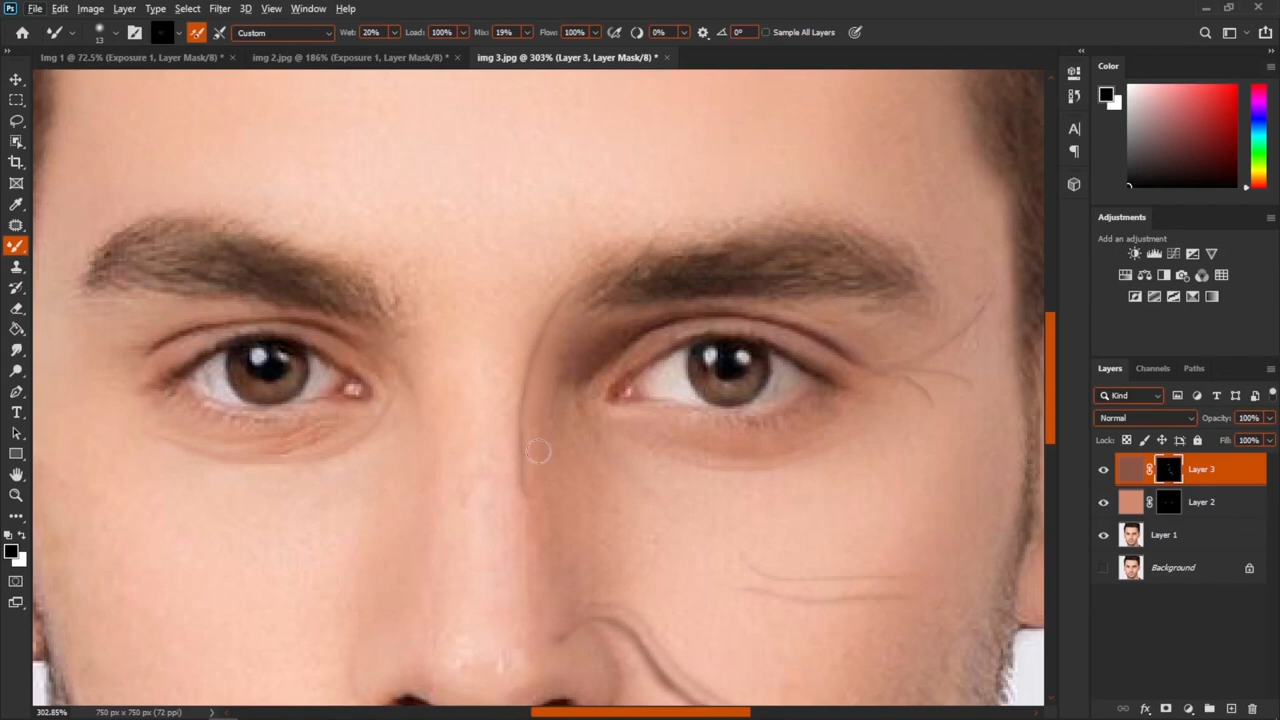 Ps File Edit Image Layer Type Select Filter 3D View Window Help
13 Custom Wet: 20% Load: 100% Mix: 19% Flow: 100% 0% 0° Sample All Layers
Img 1 @ 72.5% (Exposure 1, Layer Mask/8) * × img 2.jpg @ 186% (Exposure 1, Layer Mask/8) * × img 3.jpg @ 303% (Layer 3, Layer Mask/8) * ×
Color
Adjustments
Add an adjustment
Layers Channels Paths
Kind
Normal Opacity: 100%
Lock: Fill: 100%
Layer 3
Layer 2
Layer 1
Background
302.85% 750 px x 750 px (72 ppi)